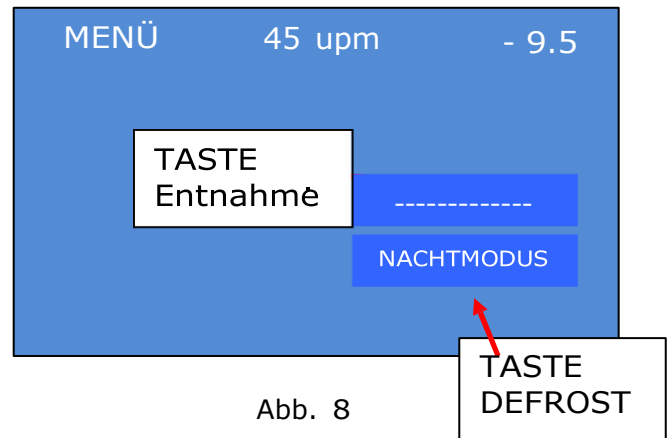 MENÜ 45 upm - 9.5
TASTE
Entnahme
-------------
NACHTMODUS
TASTE
DEFROST
Abb. 8